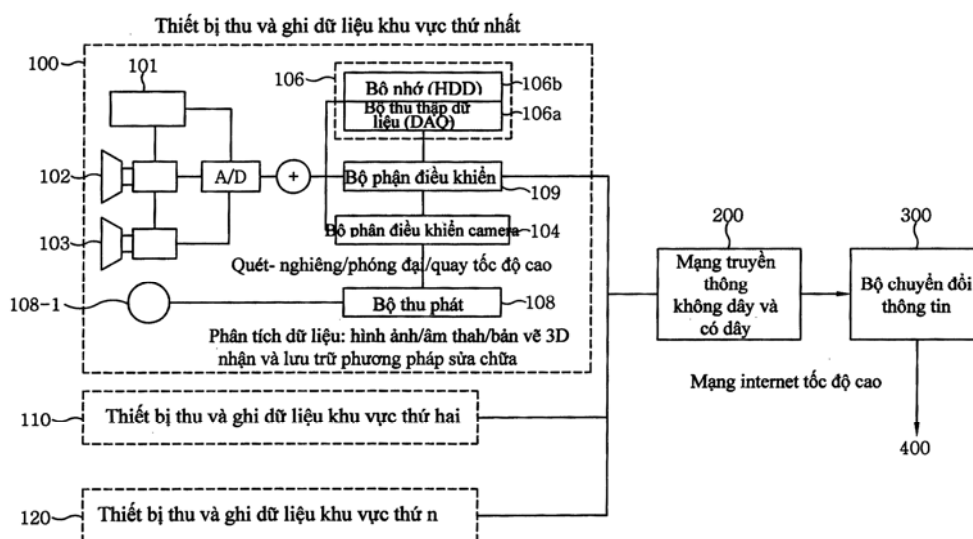 Thiết bị thu và ghi dữ liệu khu vực thứ nhất
100
101
106
Bộ nhớ (HDD)
106b
Bộ thu thập dữ
liệu (DAQ)
106a
102
A/D
+
Bộ phận điều khiển
109
103
Bộ phân điều khiển camera
104
Quét- nghiêng/phóng đại/quay tốc độ cao
108-1
Bộ thu phát
108
Phân tích dữ liệu: hình ảnh/âm thah/bản vẽ 3D
nhận và lưu trữ phương pháp sửa chữa
200
Mạng truyền
thông
không dây và
có dây
300
Bộ chuyển đổi
thông tin
Mạng internet tốc độ cao
400
110
Thiết bị thu và ghi dữ liệu khu vực thứ hai
120
Thiết bị thu và ghi dữ liệu khu vực thứ n